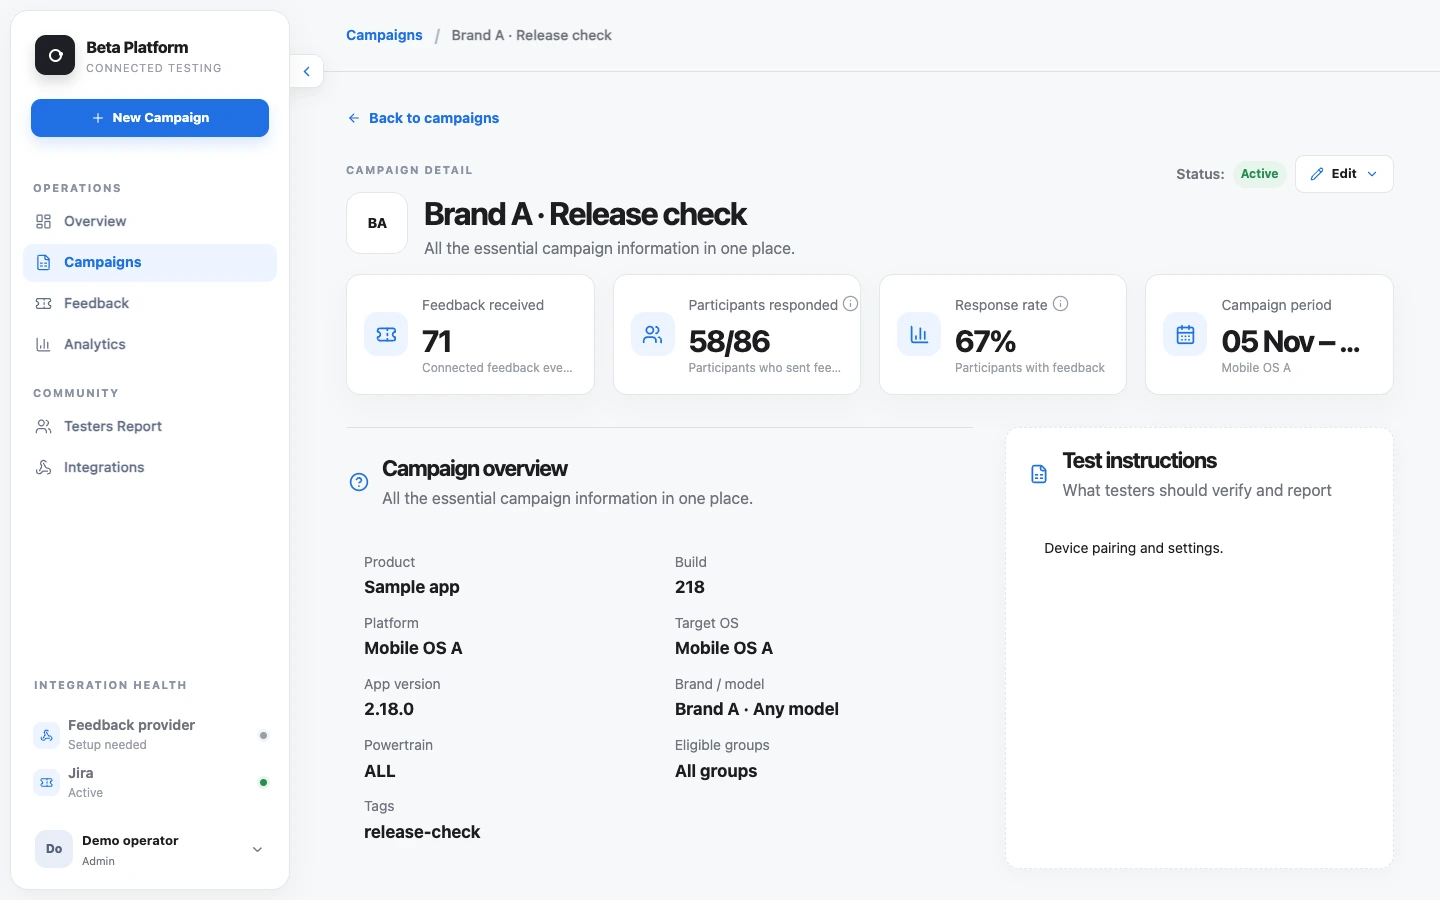 Beta Platform
CONNECTED TESTING
New Campaign
OPERATIONS
Overview
Campaigns
Feedback
Analytics
COMMUNITY
Testers Report
Integrations
INTEGRATION HEALTH
Feedback provider
Setup needed
Jira
Active
Do
Demo operator
Admin
Campaigns / Brand A · Release check
Back to campaigns
CAMPAIGN DETAIL
Status: Active
Edit
BA
Brand A · Release check
All the essential campaign information in one place.
Feedback received
71
Connected feedback eve...
Participants responded
58/86
Participants who sent fee...
Response rate
67%
Participants with feedback
Campaign period
05 Nov – ...
Mobile OS A
Campaign overview
All the essential campaign information in one place.
Product
Sample app
Build
218
Platform
Mobile OS A
Target OS
Mobile OS A
App version
2.18.0
Brand / model
Brand A · Any model
Powertrain
ALL
Eligible groups
All groups
Tags
release-check
Test instructions
What testers should verify and report
Device pairing and settings.